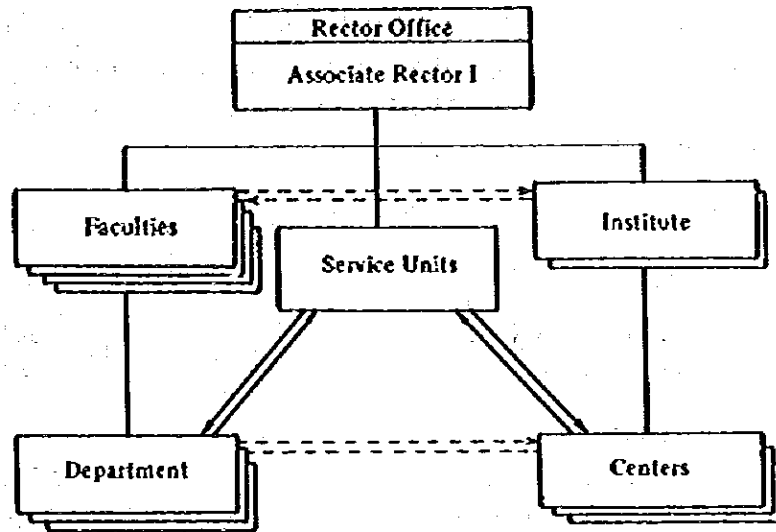 Rector Office
Associate Rector I
Faculties
Institute
Service Units
Department
Centers